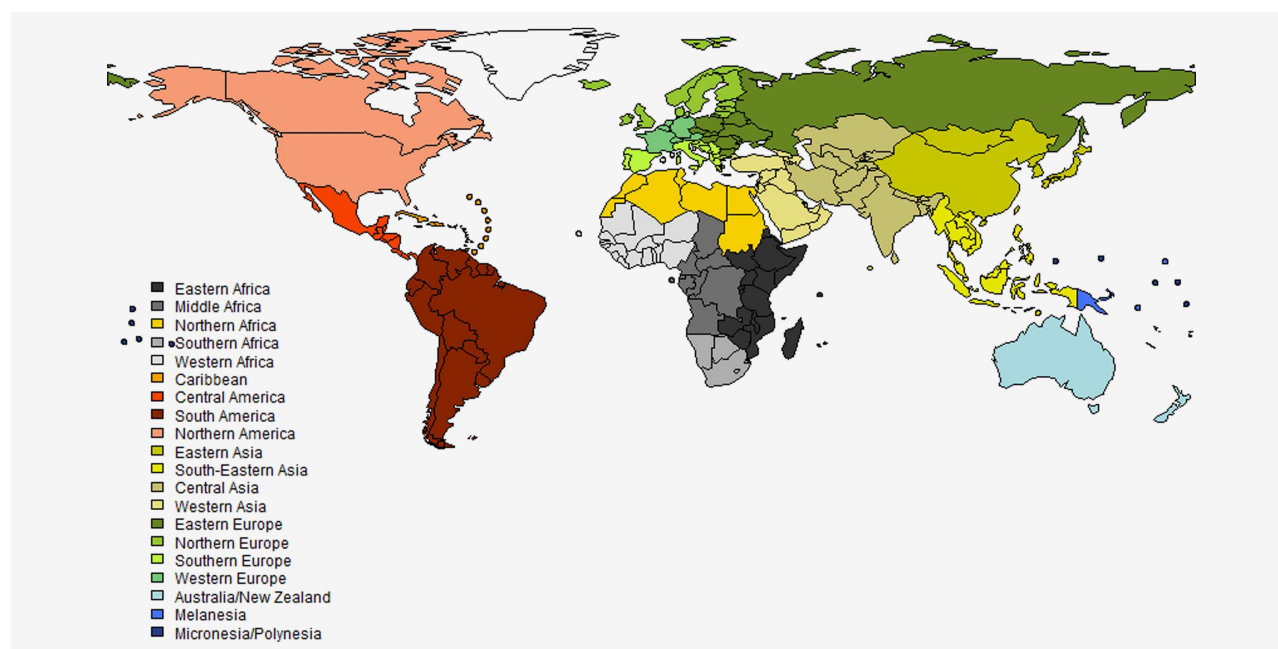 Eastern Africa
Middle Africa
Northern Africa
Southern Africa
Western Africa
Caribbean
Central America
South America
Northern America
Eastern Asia
South-Eastern Asia
Central Asia
Western Asia
Eastern Europe
Northern Europe
Southern Europe
Western Europe
Australia/New Zealand
Melanesia
Micronesia/Polynesia